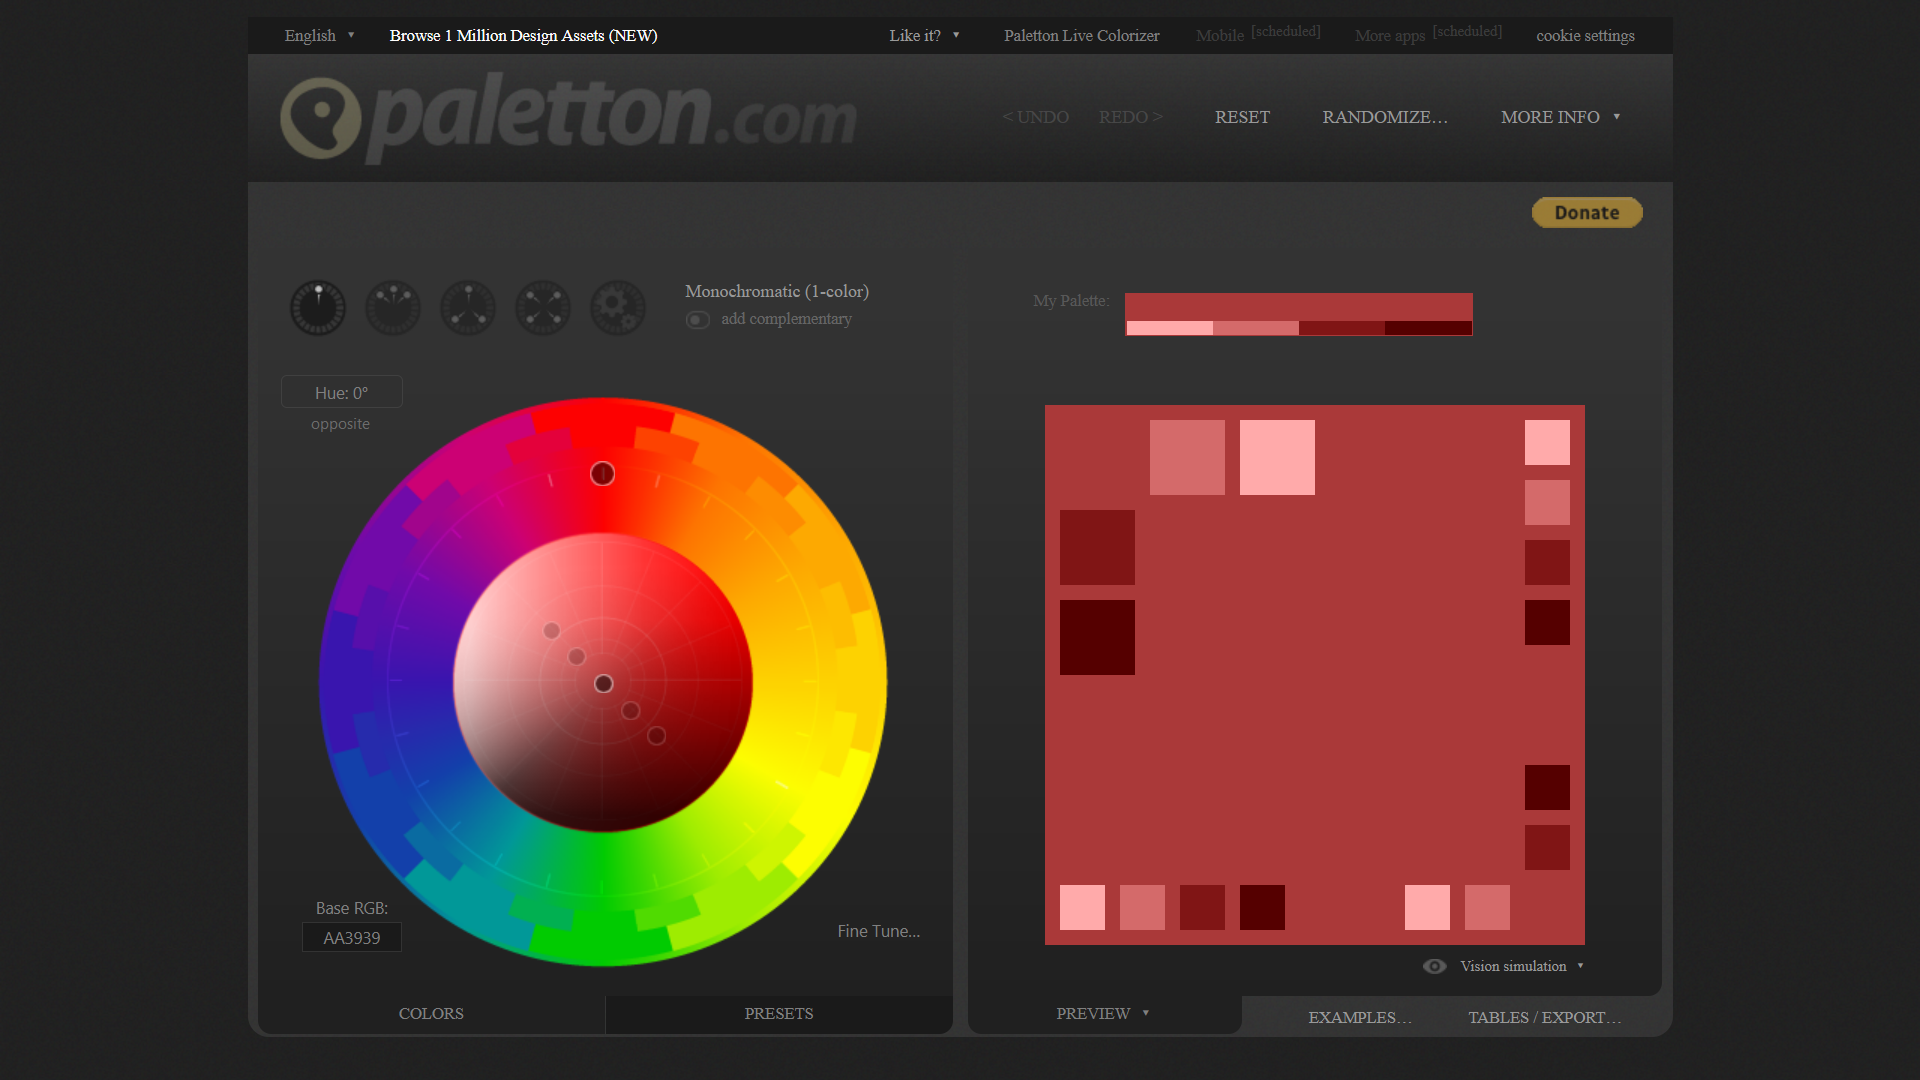 English ▼ Browse 1 Million Design Assets (NEW) Like it? ▼ Paletton Live Colorizer Mobile [scheduled] More apps [scheduled] cookie settings
paletton.com < UNDO REDO > RESET RANDOMIZE... MORE INFO ▼
Donate
Monochromatic (1-color)
add complementary
My Palette:
Hue: 0°
opposite
Base RGB:
AA3939
Fine Tune...
Vision simulation ▼
COLORS PRESETS PREVIEW ▼ EXAMPLES... TABLES / EXPORT...